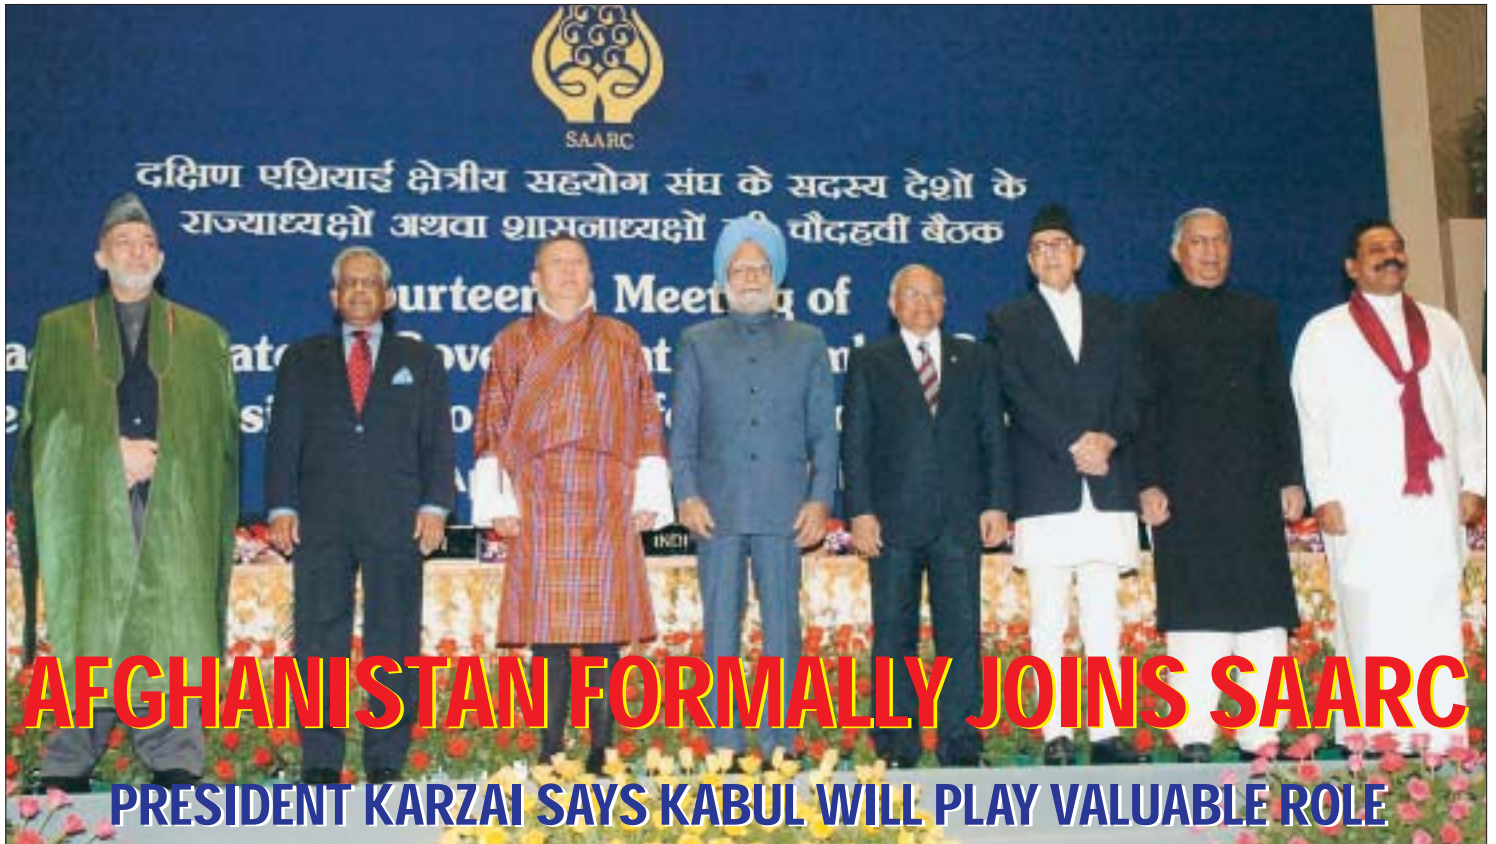 SAARC
दक्षिण एशियाई क्षेत्रीय सहयोग संघ के सदस्य देशों के
राज्याध्यक्षों अथवा शासनाध्यक्षों चौदहवीं बैठक
of
AFGHANISTAN FORMALLY JOINS SAARC
PRESIDENT KARZAI SAYS KABUL WILL PLAY VALUABLE ROLE